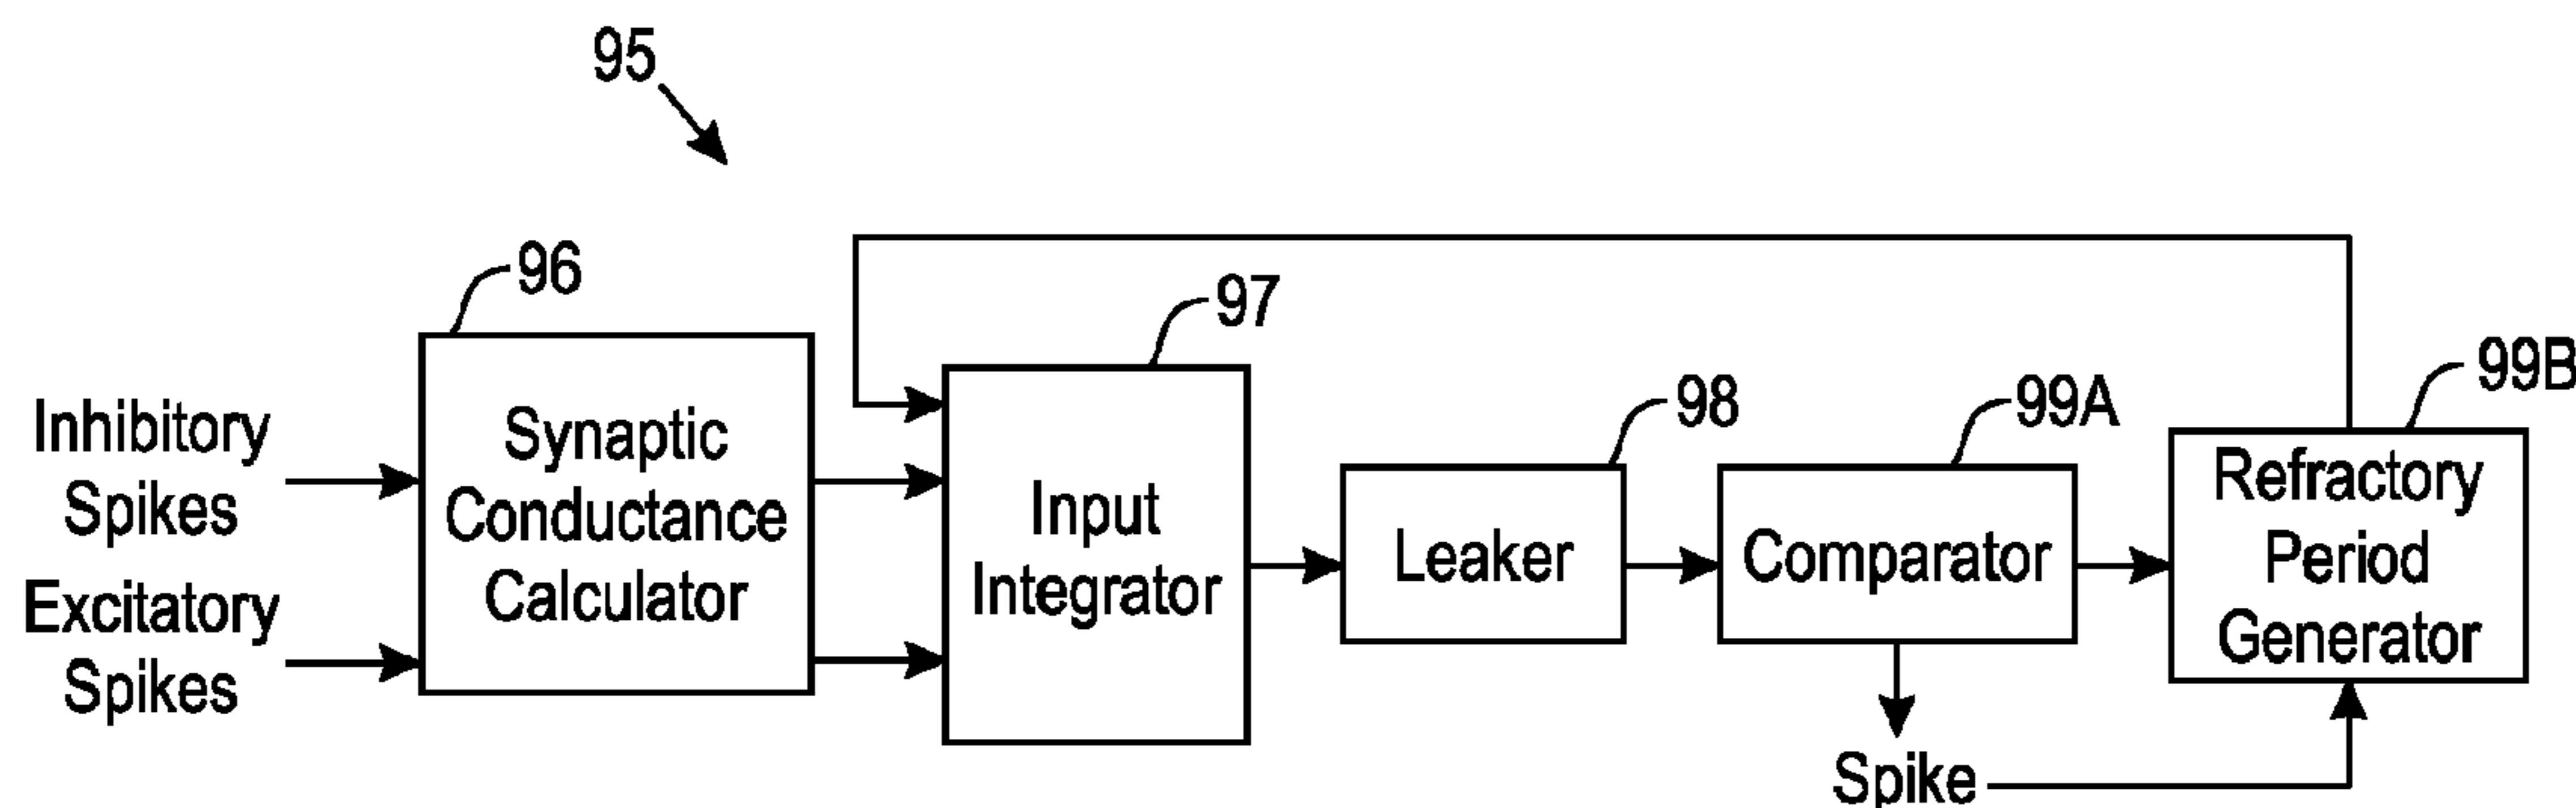 95
96
97
98
99A
99B
Inhibitory
Spikes
Excitatory
Spikes
Synaptic
Conductance
Calculator
Input
Integrator
Leaker
Comparator
Refractory
Period
Generator
Spike